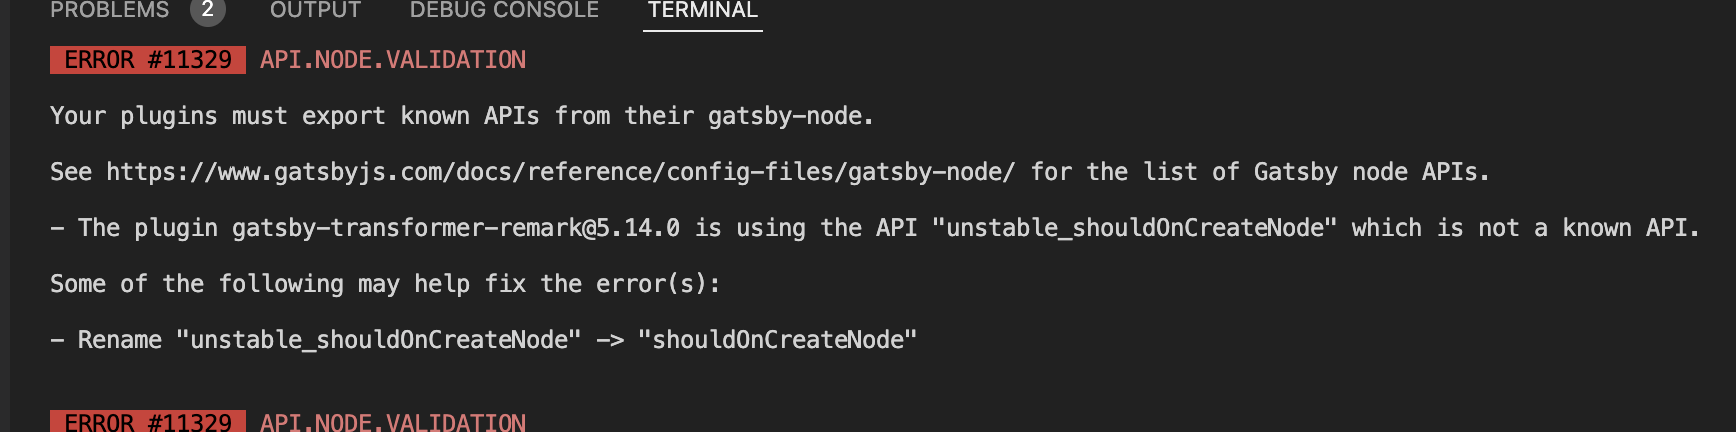 PROBLEMS 2 OUTPUT DEBUG CONSOLE TERMINAL
ERROR #11329 API.NODE.VALIDATION
Your plugins must export known APIs from their gatsby-node.
See https://www.gatsbyjs.com/docs/reference/config-files/gatsby-node/ for the list of Gatsby node APIs.
- The plugin gatsby-transformer-remark@5.14.0 is using the API "unstable_shouldOnCreateNode" which is not a known API.
Some of the following may help fix the error(s):
- Rename "unstable_shouldOnCreateNode" -> "shouldOnCreateNode"
ERROR #11329 API.NODE.VALIDATION